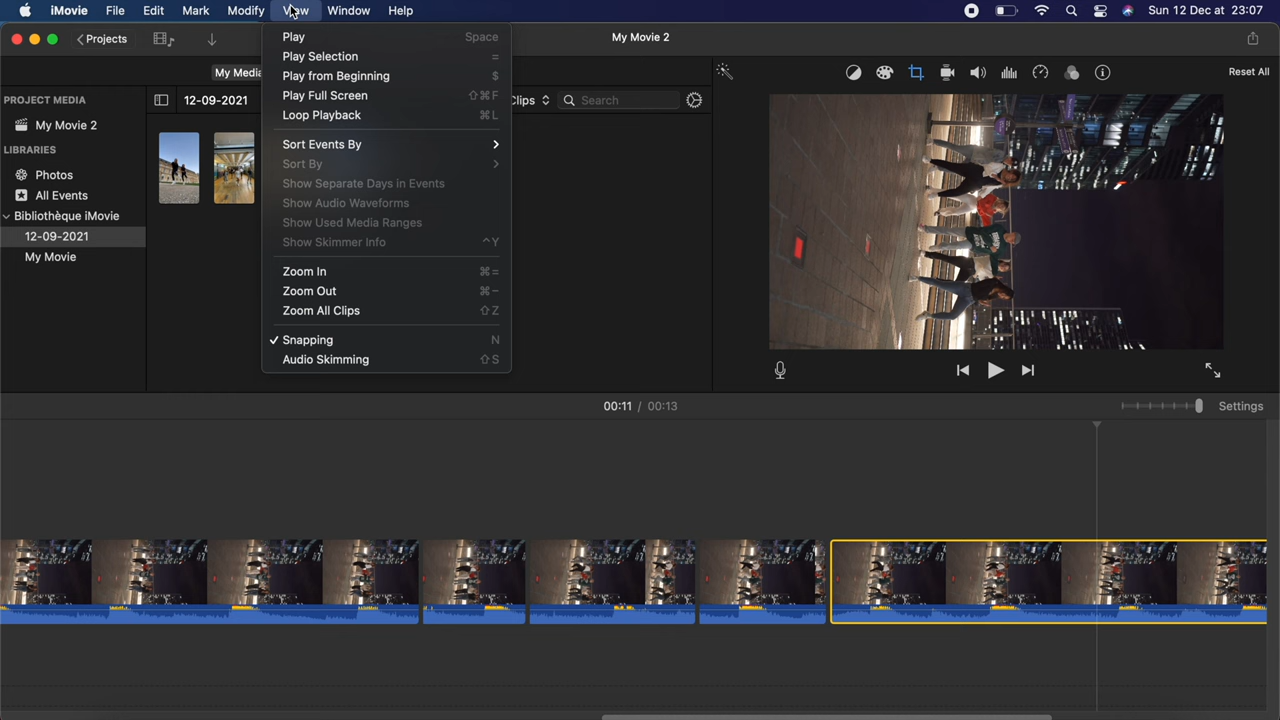 iMovie File Edit Mark Modify View Window Help Sun 12 Dec at 23:07
Projects My Movie 2
My Media Reset All
PROJECT MEDIA 12-09-2021 Clips Search
My Movie 2
LIBRARIES
Photos
All Events
Bibliothèque iMovie
12-09-2021
My Movie
Play Space
Play Selection =
Play from Beginning $
Play Full Screen ⇧⌘F
Loop Playback ⌘L
Sort Events By
Sort By
Show Separate Days in Events
Show Audio Waveforms
Show Used Media Ranges
Show Skimmer Info ^Y
Zoom In ⌘=
Zoom Out ⌘−
Zoom All Clips ⇧Z
✓ Snapping N
Audio Skimming ⇧S
00:11 / 00:13 Settings